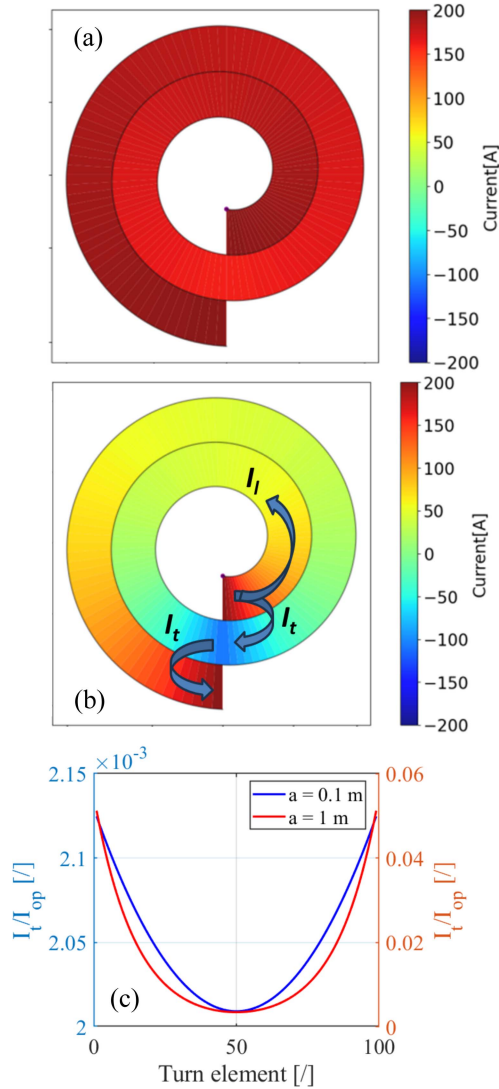 (a)
200
150
100
50
0
−50
−100
−150
−200
Current[A]
(b)
I_l
I_t
I_t
200
150
100
50
0
−50
−100
−150
−200
Current[A]
×10⁻³
2.15
2.1
2.05
2
I_t/I_op [/]
a = 0.1 m
a = 1 m
(c)
0.06
0.04
0.02
0
I_t/I_op [/]
0 50 100
Turn element [/]